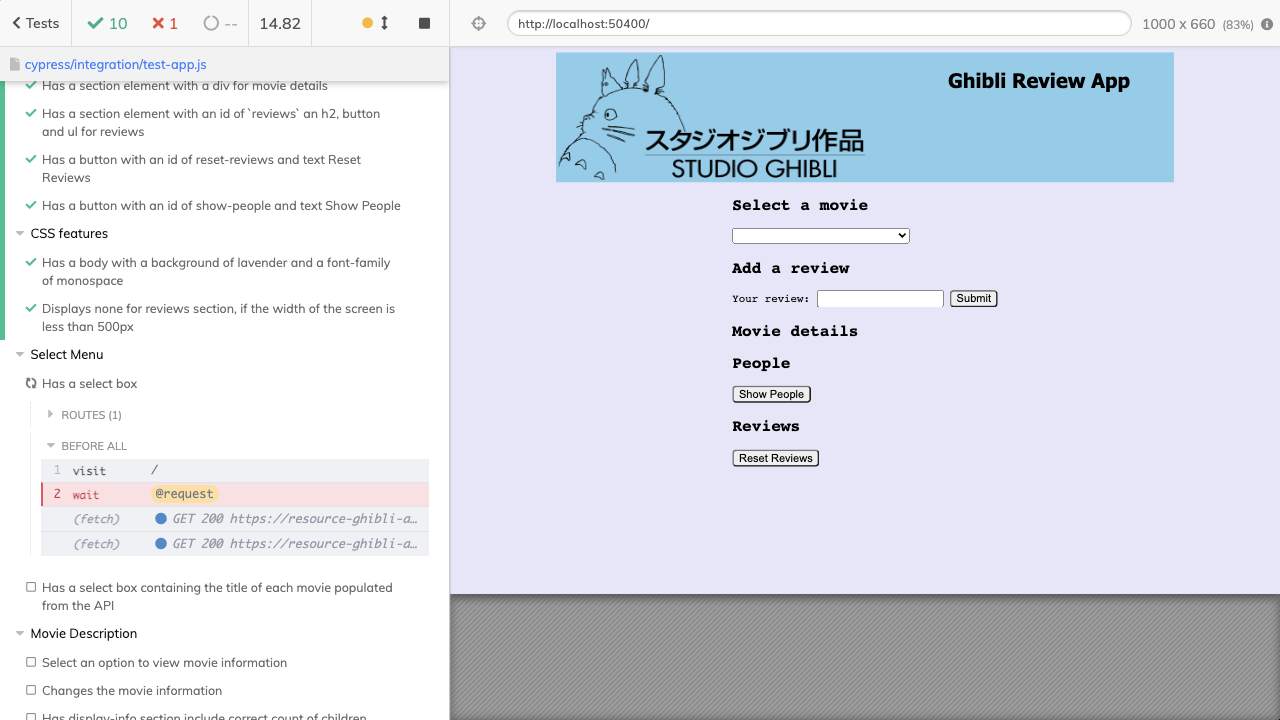 Tests
10
1
--
14.82
http://localhost:50400/
1000 x 660 (83%)
cypress/integration/test-app.js
Has a section element with a div for movie details
Has a section element with an id of `reviews` an h2, button
and ul for reviews
Has a button with an id of reset-reviews and text Reset
Reviews
Has a button with an id of show-people and text Show People
CSS features
Has a body with a background of lavender and a font-family
of monospace
Displays none for reviews section, if the width of the screen is
less than 500px
Select Menu
Has a select box
ROUTES (1)
BEFORE ALL
1 visit /
2 wait @request
(fetch) GET 200 https://resource-ghibli-a…
(fetch) GET 200 https://resource-ghibli-a…
Has a select box containing the title of each movie populated
from the API
Movie Description
Select an option to view movie information
Changes the movie information
Has display-info section include correct count of children
Ghibli Review App
スタジオジブリ作品
STUDIO GHIBLI
Select a movie
Add a review
Your review:
Submit
Movie details
People
Show People
Reviews
Reset Reviews